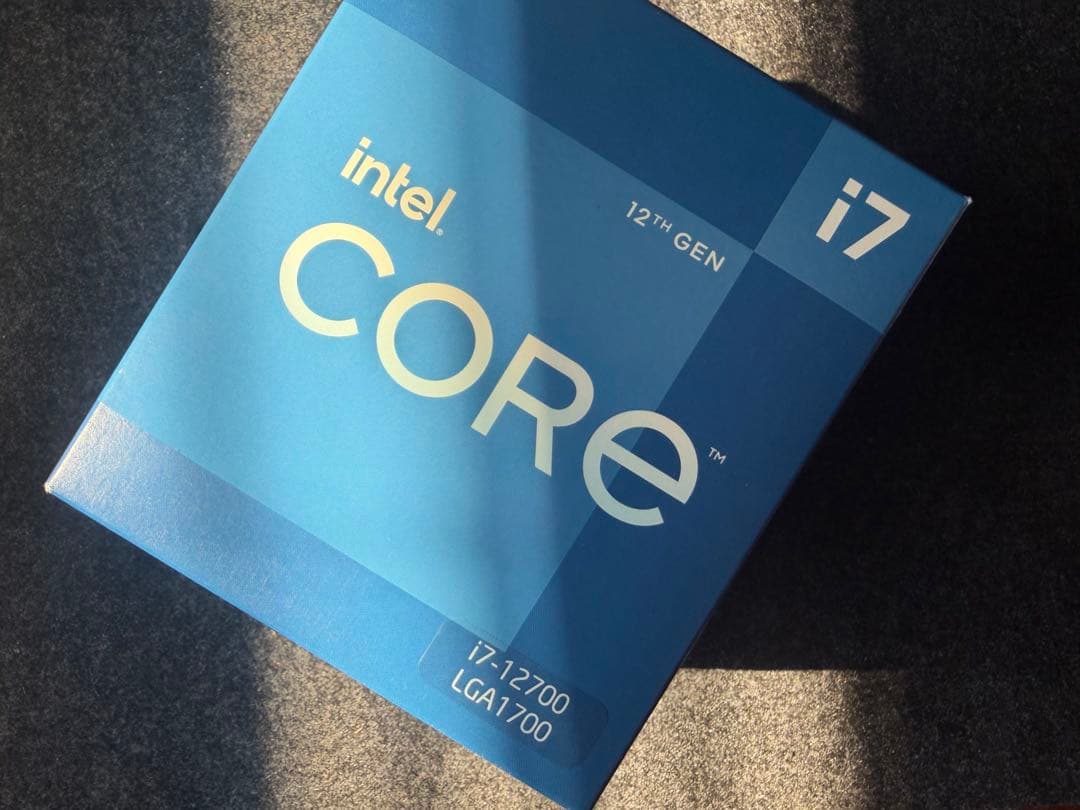 intel®
CORe™
12TH GEN
i7
i7-12700
LGA1700